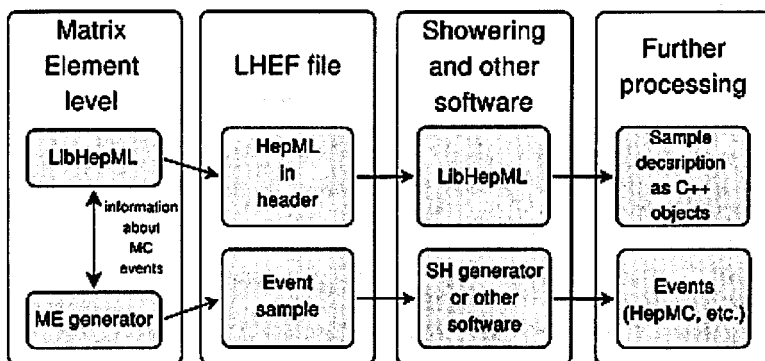 Matrix
Element
level
LibHepML
information
about
MC
events
ME generator
LHEF file
HepML
in
header
Event
sample
Showering
and other
software
LibHepML
SH generator
or other
software
Further
processing
Sample
decsription
as C++
objects
Events
(HepMC, etc.)